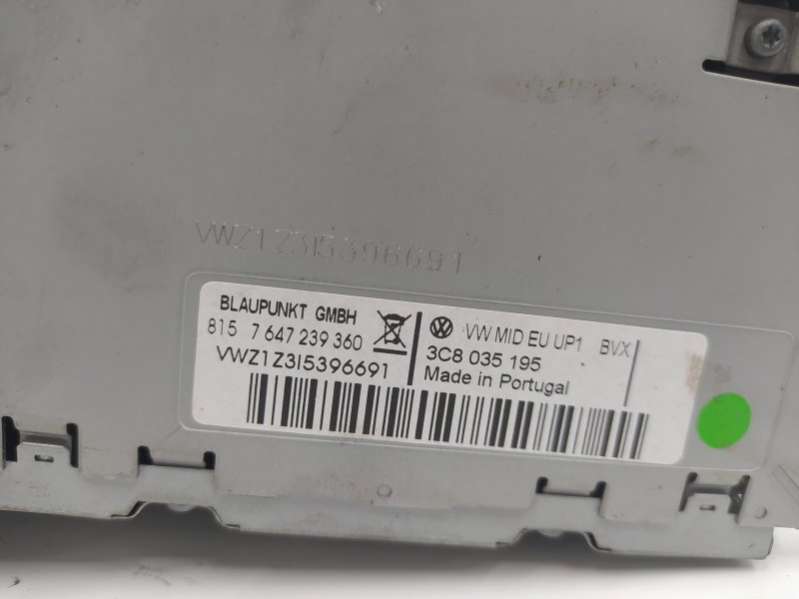 VWZ1Z3I5396691
BLAUPUNKT GMBH
815 7 647 239 360
VWZ1Z3I5396691
VW MID EU UP1 BVX
3C8 035 195
Made in Portugal